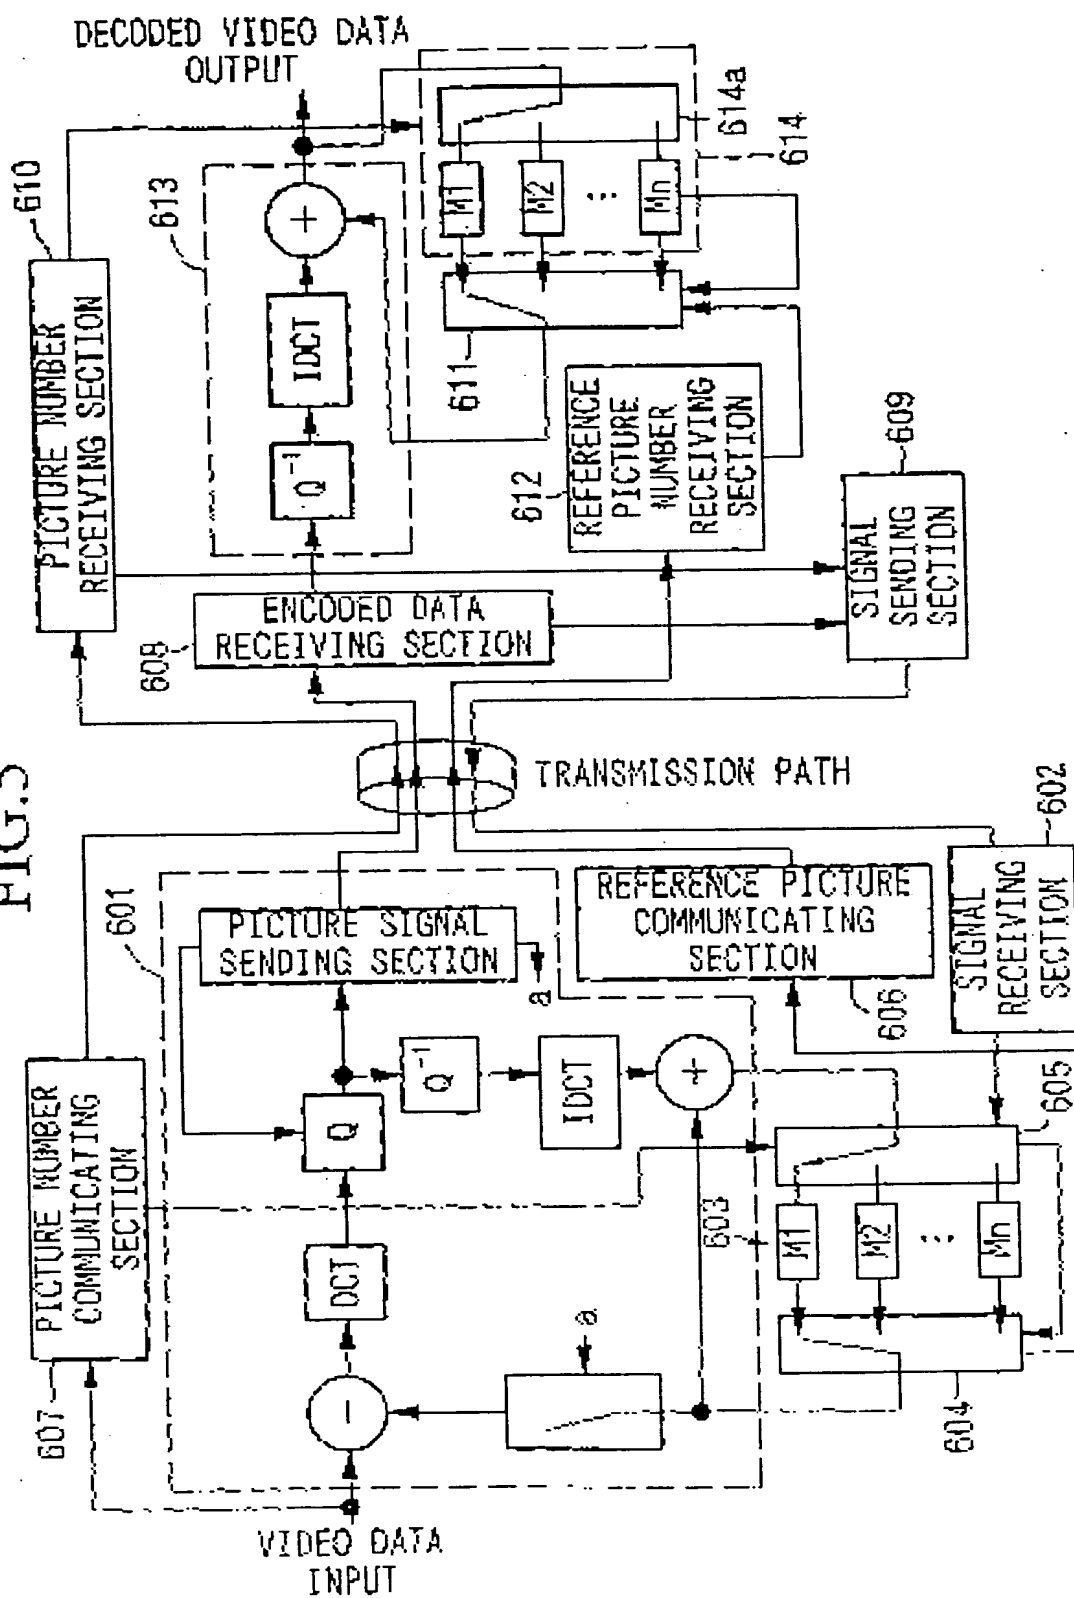 FIG.5
DECODED VIDEO DATA
OUTPUT
610
PICTURE NUMBER
RECEIVING SECTION
613
Q⁻¹
IDCT
+
M1
M2
...
Mn
614a
614
611
612
REFERENCE
PICTURE
NUMBER
RECEIVING
SECTION
608
ENCODED DATA
RECEIVING SECTION
609
SIGNAL
SENDING
SECTION
TRANSMISSION PATH
601
PICTURE SIGNAL
SENDING SECTION
a
REFERENCE PICTURE
COMMUNICATING
SECTION
606
602
SIGNAL
RECEIVING
SECTION
607
PICTURE NUMBER
COMMUNICATING
SECTION
Q
Q⁻¹
IDCT
+
DCT
−
a
605
603
M1
M2
...
Mn
604
VIDEO DATA
INPUT